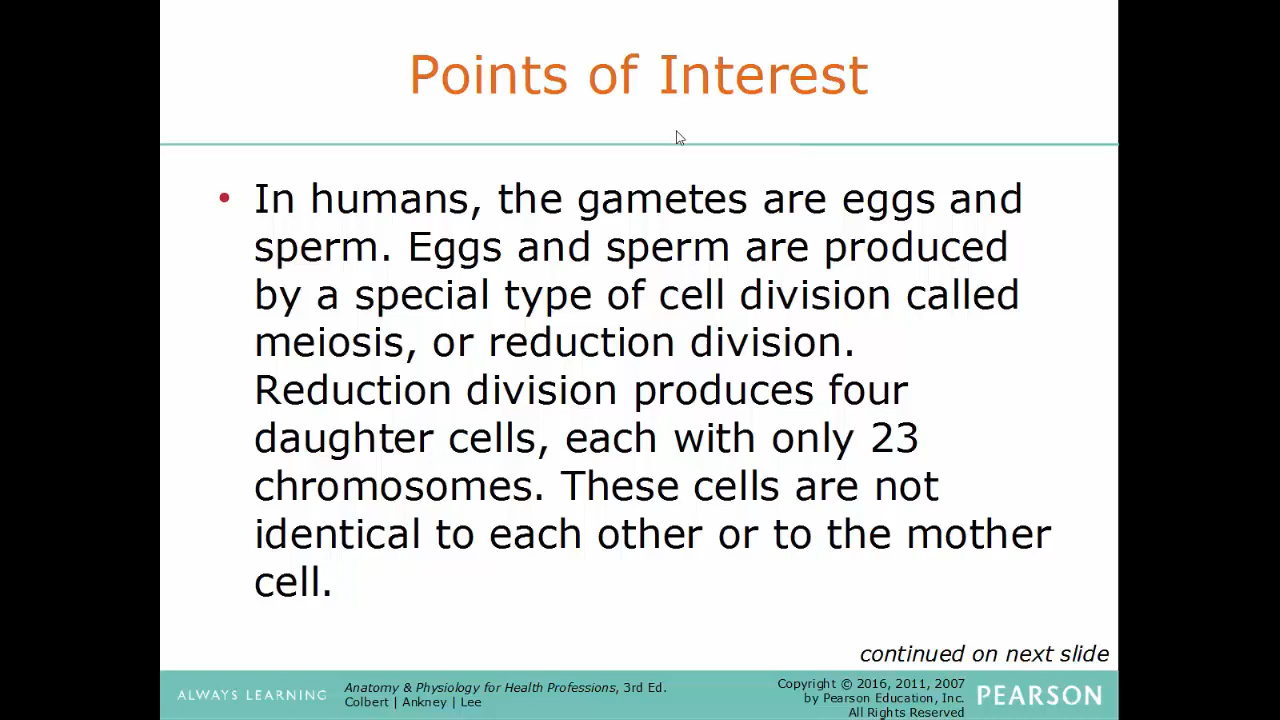 Points of Interest
• In humans, the gametes are eggs and
sperm. Eggs and sperm are produced
by a special type of cell division called
meiosis, or reduction division.
Reduction division produces four
daughter cells, each with only 23
chromosomes. These cells are not
identical to each other or to the mother
cell.
continued on next slide
ALWAYS LEARNING
Anatomy & Physiology for Health Professions, 3rd Ed.
Colbert | Ankney | Lee
Copyright © 2016, 2011, 2007
by Pearson Education, Inc.
All Rights Reserved
PEARSON